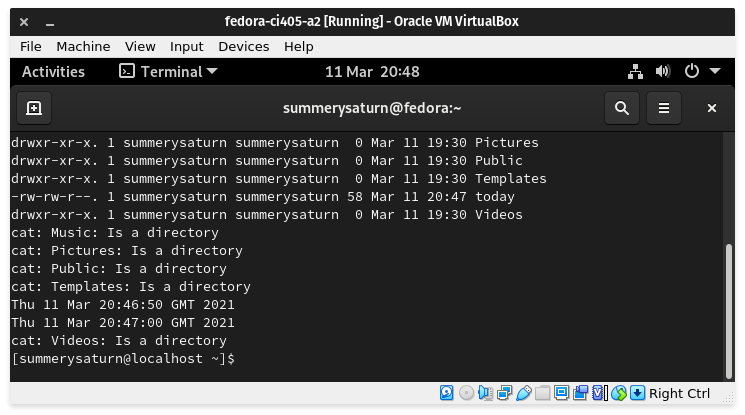 fedora-ci405-a2 [Running] - Oracle VM VirtualBox
File Machine View Input Devices Help
Activities Terminal 11 Mar 20:48
summerysaturn@fedora:~
drwxr-xr-x. 1 summerysaturn summerysaturn  0 Mar 11 19:30 Pictures
drwxr-xr-x. 1 summerysaturn summerysaturn  0 Mar 11 19:30 Public
drwxr-xr-x. 1 summerysaturn summerysaturn  0 Mar 11 19:30 Templates
-rw-rw-r--. 1 summerysaturn summerysaturn 58 Mar 11 20:47 today
drwxr-xr-x. 1 summerysaturn summerysaturn  0 Mar 11 19:30 Videos
cat: Music: Is a directory
cat: Pictures: Is a directory
cat: Public: Is a directory
cat: Templates: Is a directory
Thu 11 Mar 20:46:50 GMT 2021
Thu 11 Mar 20:47:00 GMT 2021
cat: Videos: Is a directory
[summerysaturn@localhost ~]$
Right Ctrl